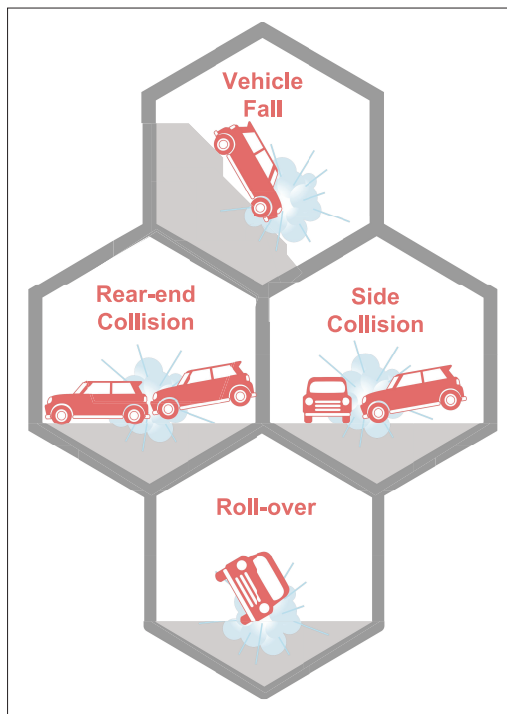 Vehicle
Fall
Rear-end
Collision
Side
Collision
Roll-over